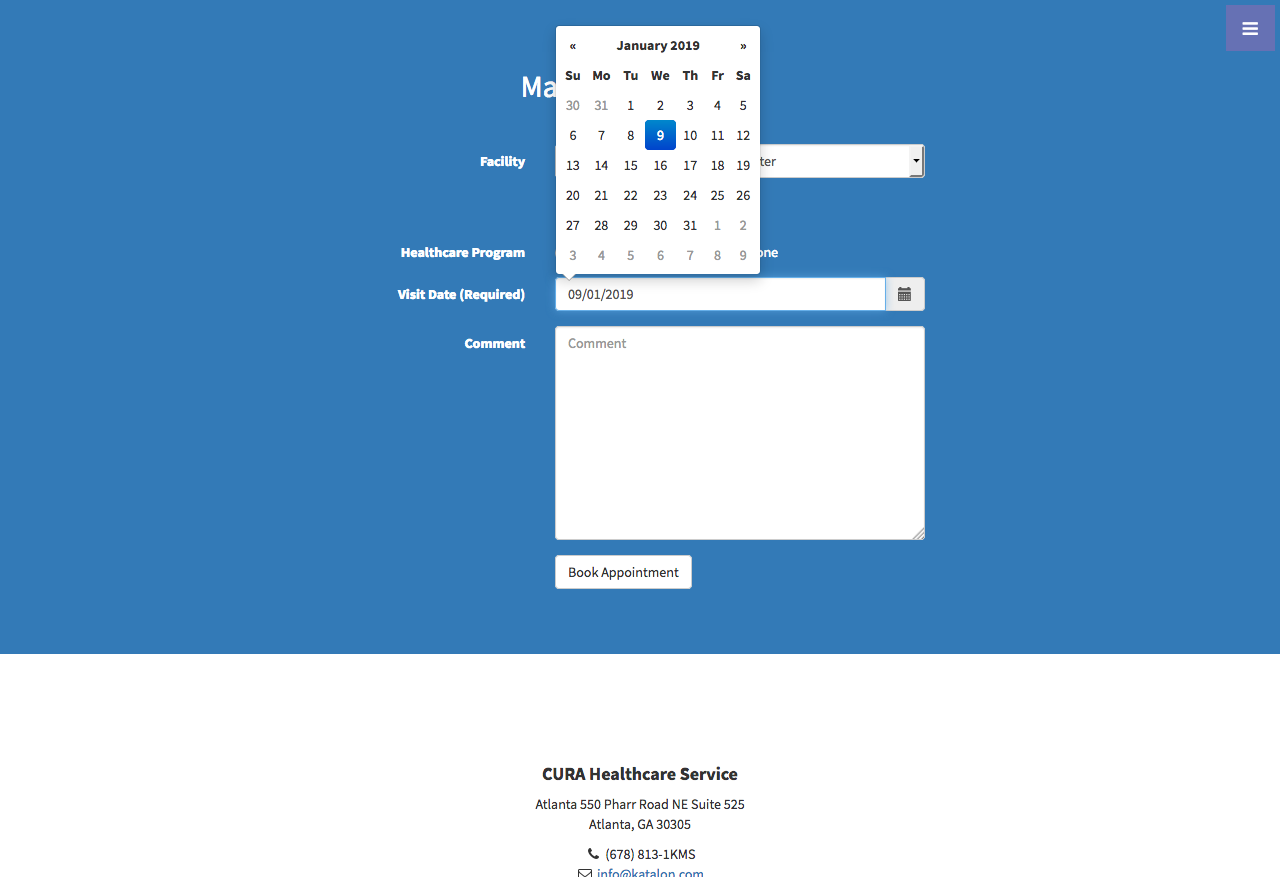 « January 2019 »
Su Mo Tu We Th Fr Sa
30 31 1 2 3 4 5
6 7 8 9 10 11 12
13 14 15 16 17 18 19
20 21 22 23 24 25 26
27 28 29 30 31 1 2
3 4 5 6 7 8 9
Ma
Facility
ter
Healthcare Program
one
Visit Date (Required)
09/01/2019
Comment
Comment
Book Appointment
CURA Healthcare Service
Atlanta 550 Pharr Road NE Suite 525
Atlanta, GA 30305
(678) 813-1KMS
info@katalon.com